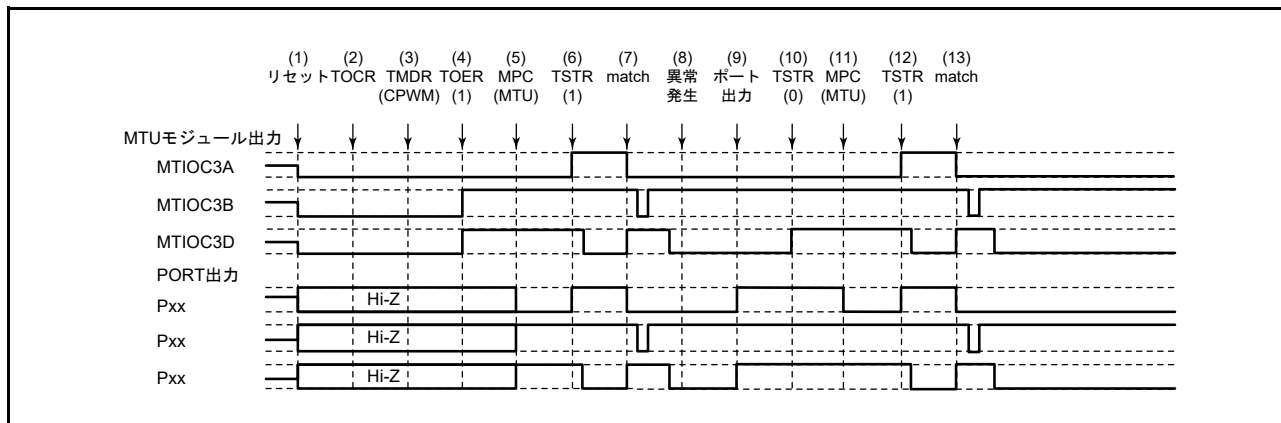 (1) (2) (3) (4) (5) (6) (7) (8) (9) (10) (11) (12) (13)
リセット TOCR TMDR TOER MPC TSTR match 異常 ポート TSTR MPC TSTR match
(CPWM) (1) (MTU) (1) 発生 出力 (0) (MTU) (1)
MTUモジュール出力
MTIOC3A
MTIOC3B
MTIOC3D
PORT出力
Pxx Hi-Z
Pxx Hi-Z
Pxx Hi-Z